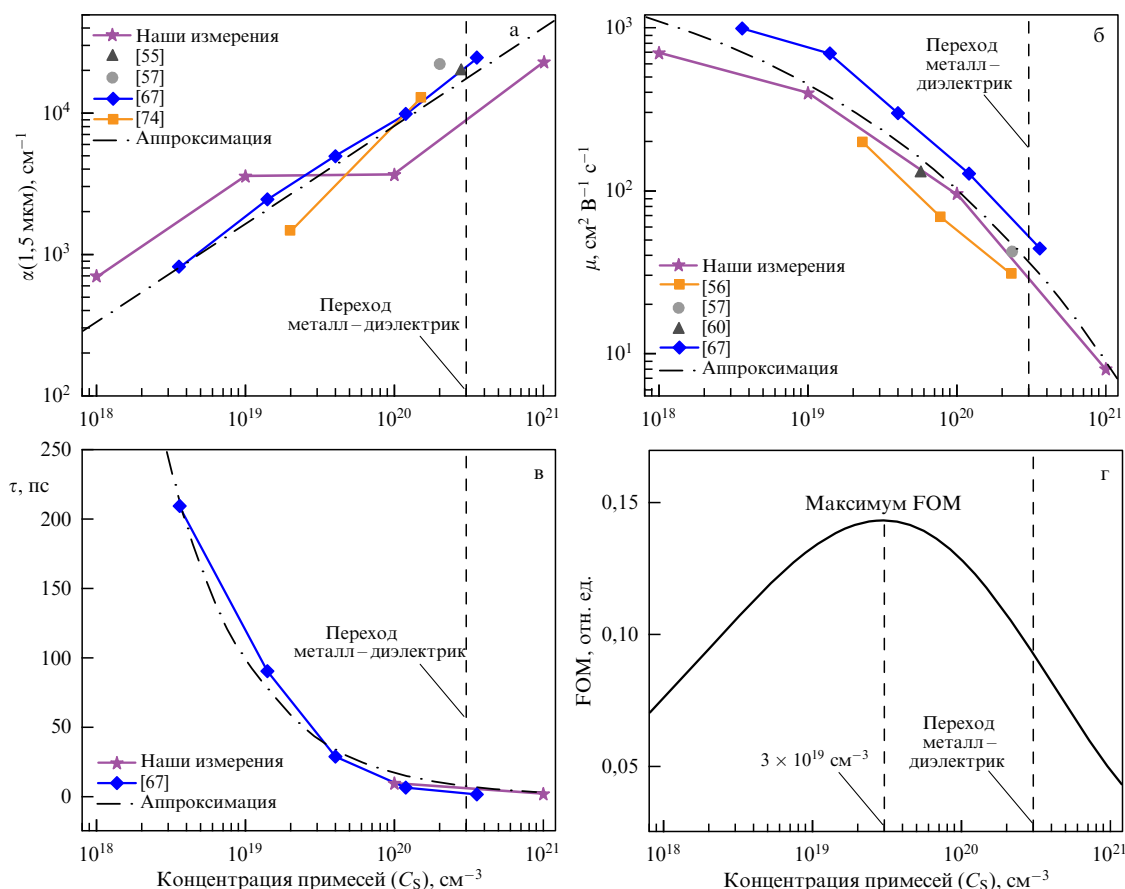 а
α(1,5 мкм), см⁻¹
10⁴
10³
10²
Наши измерения
[55]
[57]
[67]
[74]
Аппроксимация
Переход
металл – диэлектрик
10¹⁸
10¹⁹
10²⁰
10²¹
б
μ, см² В⁻¹ с⁻¹
10³
10²
10¹
Переход
металл –
диэлектрик
Наши измерения
[56]
[57]
[60]
[67]
Аппроксимация
10¹⁸
10¹⁹
10²⁰
10²¹
в
τ, пс
250
200
150
100
50
0
Переход
металл – диэлектрик
Наши измерения
[67]
Аппроксимация
10¹⁸
10¹⁹
10²⁰
10²¹
Концентрация примесей (C_S), см⁻³
г
FOM, отн. ед.
0,15
0,10
0,05
Максимум FOM
3 × 10¹⁹ см⁻³
Переход
металл –
диэлектрик
10¹⁸
10¹⁹
10²⁰
10²¹
Концентрация примесей (C_S), см⁻³